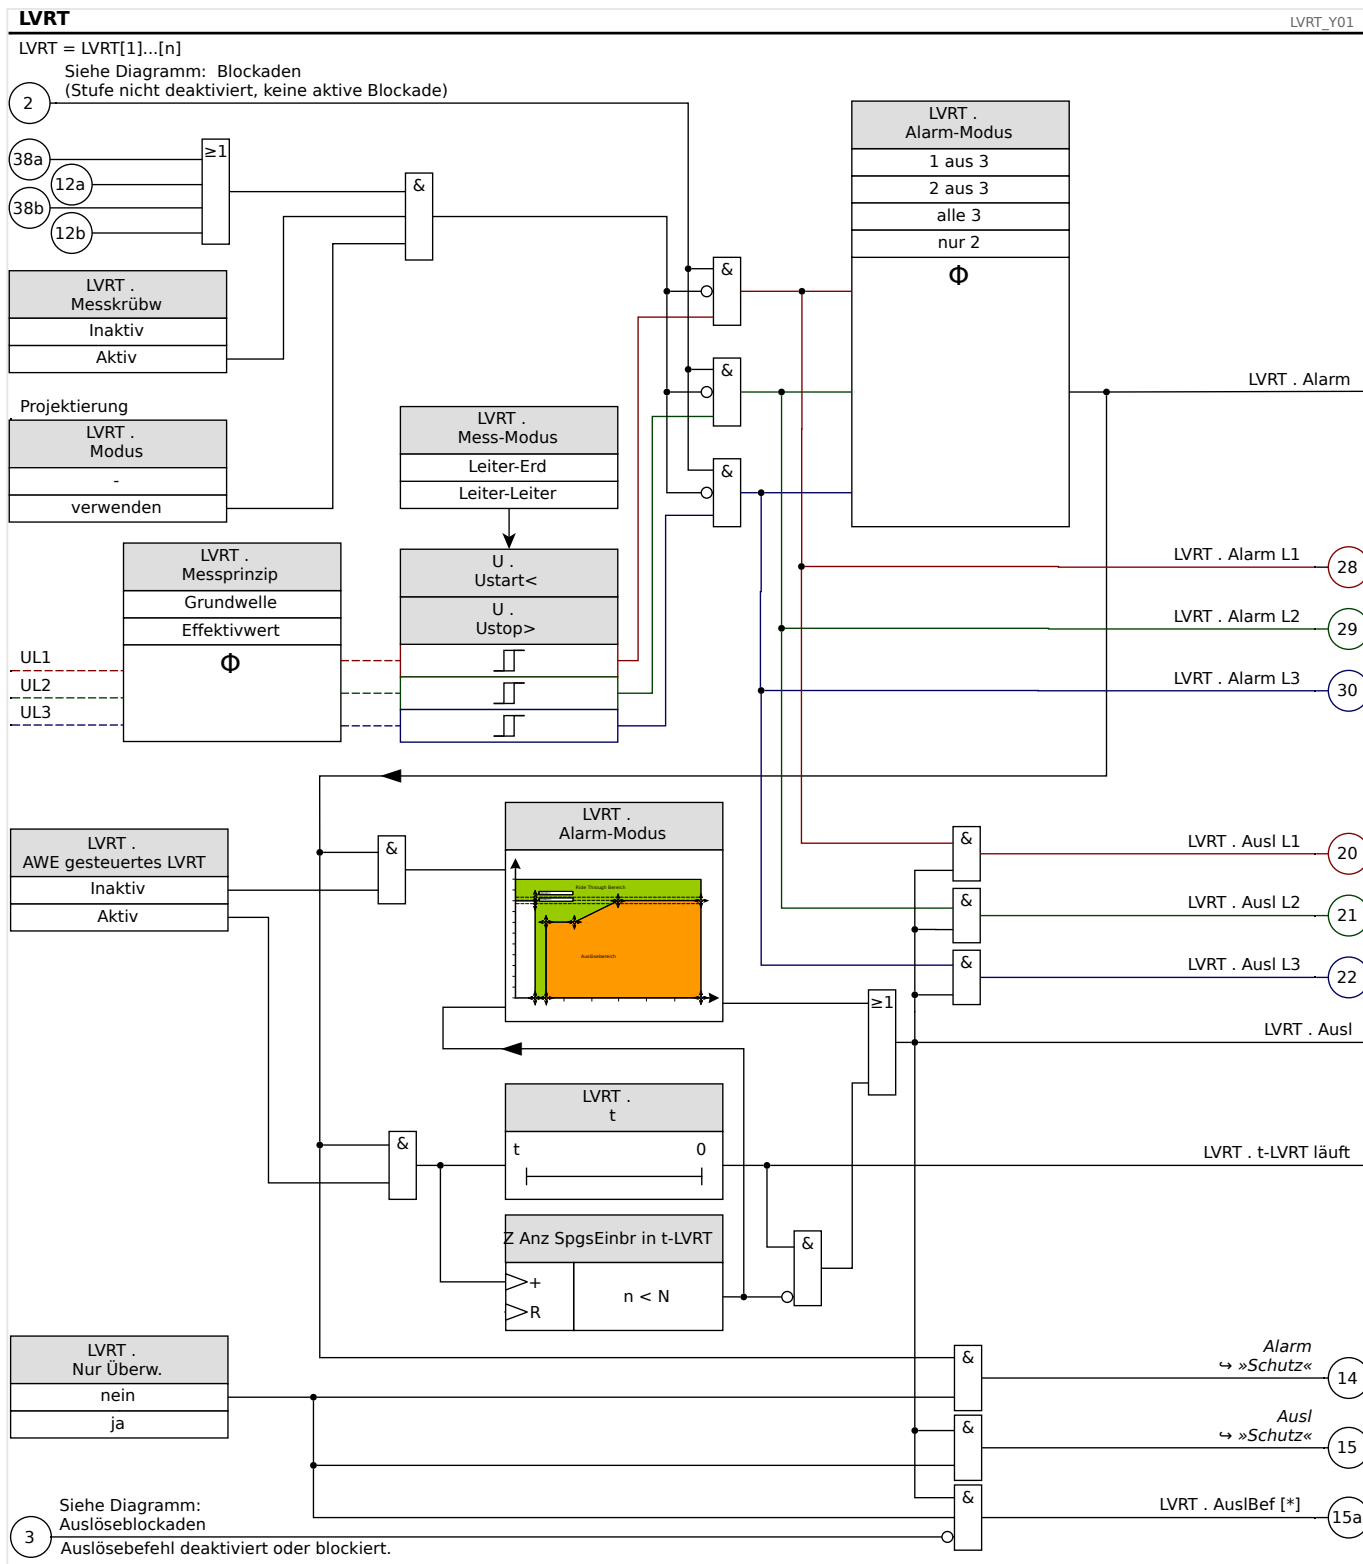 LVRT
LVRT_Y01
LVRT = LVRT[1]...[n]
Siehe Diagramm: Blockaden
(Stufe nicht deaktiviert, keine aktive Blockade)
2
38a
12a
38b
12b
≥1
&
LVRT .
Messkrübw
Inaktiv
Aktiv
Projektierung
LVRT .
Modus
-
verwenden
LVRT .
Mess-Modus
Leiter-Erd
Leiter-Leiter
LVRT .
Messprinzip
Grundwelle
Effektivwert
Φ
UL1
UL2
UL3
U .
Ustart<
U .
Ustop>
&
&
&
LVRT .
Alarm-Modus
1 aus 3
2 aus 3
alle 3
nur 2
Φ
LVRT . Alarm
LVRT . Alarm L1
28
LVRT . Alarm L2
29
LVRT . Alarm L3
30
LVRT .
AWE gesteuertes LVRT
Inaktiv
Aktiv
&
LVRT .
Alarm-Modus
Ride Through Bereich
Auslösebereich
&
LVRT . Ausl L1
20
&
LVRT . Ausl L2
21
&
LVRT . Ausl L3
22
≥1
LVRT . Ausl
&
LVRT .
t
t
0
LVRT . t-LVRT läuft
Z Anz SpgsEinbr in t-LVRT
+
R
n < N
&
LVRT .
Nur Überw.
nein
ja
&
Alarm
↪ »Schutz«
14
&
Ausl
↪ »Schutz«
15
&
LVRT . AuslBef [*]
15a
Siehe Diagramm:
Auslöseblockaden
3
Auslösebefehl deaktiviert oder blockiert.